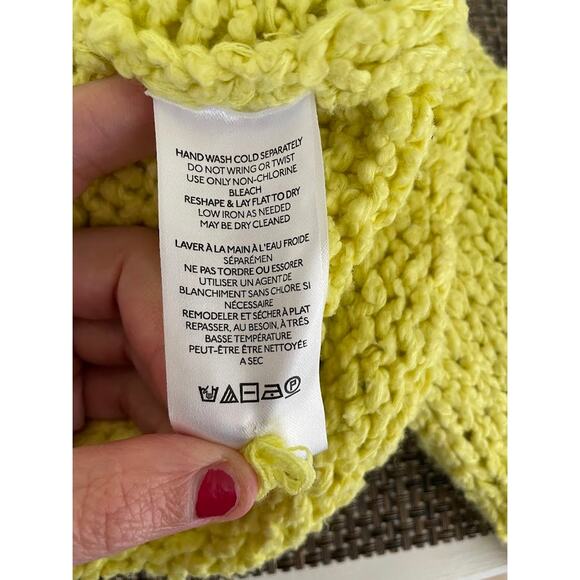 HAND WASH COLD SEPARATELY
DO NOT WRING OR TWIST
USE ONLY NON-CHLORINE
BLEACH
RESHAPE & LAY FLAT TO DRY
LOW IRON AS NEEDED
MAY BE DRY CLEANED
LAVER À LA MAIN À L'EAU FROIDE
SÉPARÉMEN
NE PAS TORDRE OU ESSORER
UTILISER UN AGENT DE
BLANCHIMENT SANS CHLORE SI
NÉCESSAIRE
REMODELER ET SÉCHER À PLAT
REPASSER, AU BESOIN, À TRÈS
BASSE TEMPÉRATURE
PEUT-ÊTRE ÊTRE NETTOYÉE
A SEC
P